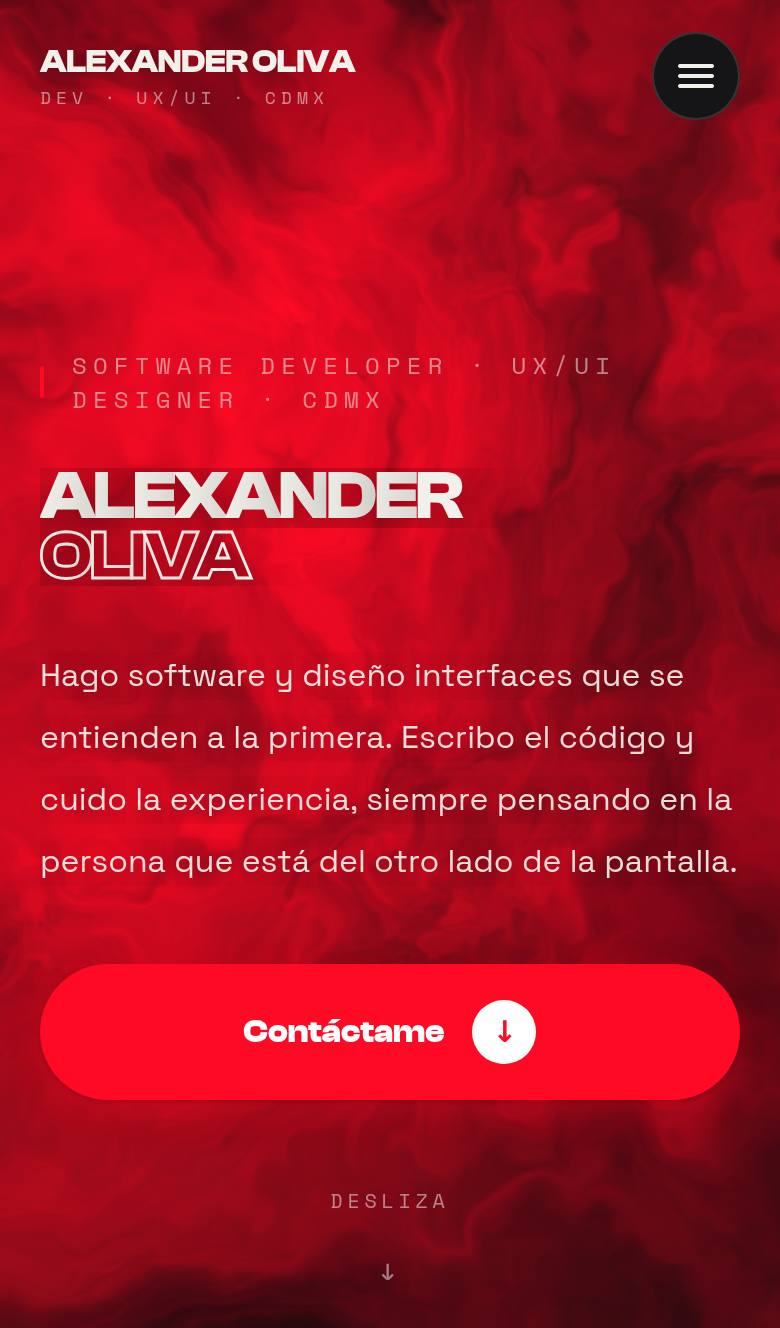 ALEXANDER OLIVA
DEV · UX/UI · CDMX
SOFTWARE DEVELOPER · UX/UI
DESIGNER · CDMX
ALEXANDER
OLIVA
Hago software y diseño interfaces que se
entienden a la primera. Escribo el código y
cuido la experiencia, siempre pensando en la
persona que está del otro lado de la pantalla.
Contáctame ↓
DESLIZA
↓